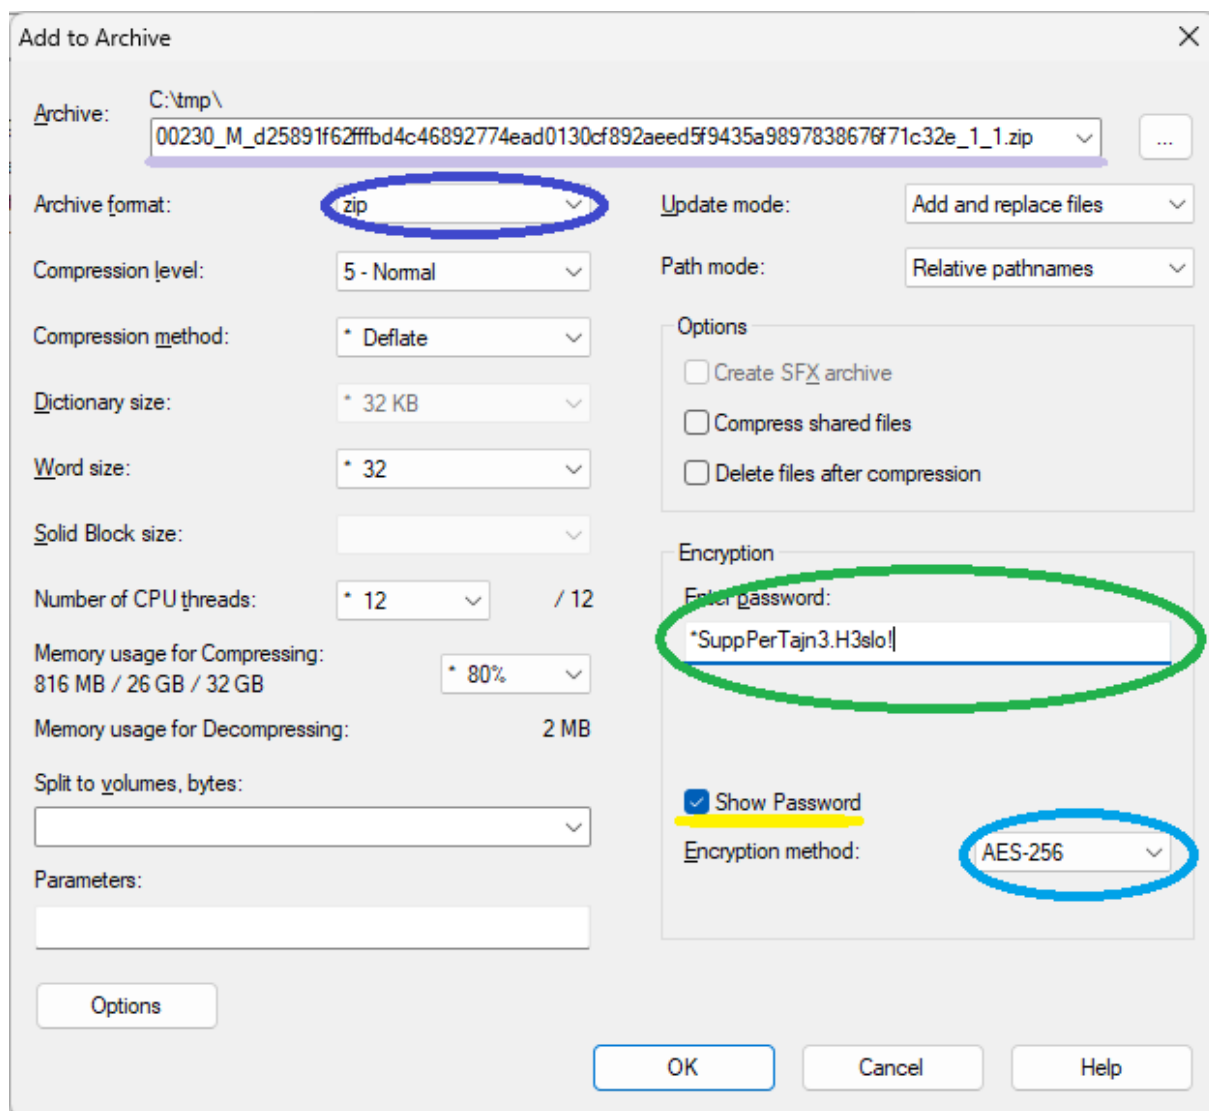 Add to Archive
Archive:
C:\tmp\
00230_M_d25891f62fffbd4c46892774ead0130cf892aeed5f9435a9897838676f71c32e_1_1.zip
...
Archive format:
zip
Compression level:
5 - Normal
Compression method:
* Deflate
Dictionary size:
* 32 KB
Word size:
* 32
Solid Block size:
Number of CPU threads:
* 12
/ 12
Memory usage for Compressing:
816 MB / 26 GB / 32 GB
* 80%
Memory usage for Decompressing:
2 MB
Split to volumes, bytes:
Parameters:
Options
Update mode:
Add and replace files
Path mode:
Relative pathnames
Options
Create SFX archive
Compress shared files
Delete files after compression
Encryption
Enter password:
*SuppPerTajn3.H3slo!
Show Password
Encryption method:
AES-256
OK
Cancel
Help